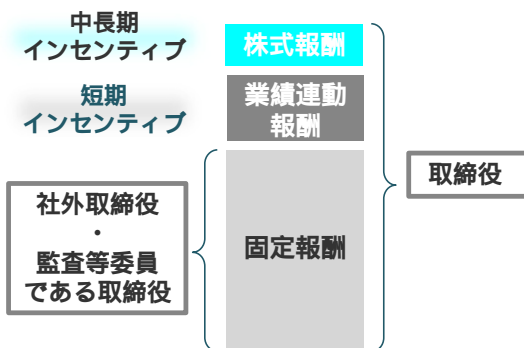 中長期
インセンティブ
株式報酬
短期
インセンティブ
業績連動
報酬
取締役
社外取締役
・
監査等委員
である取締役
固定報酬